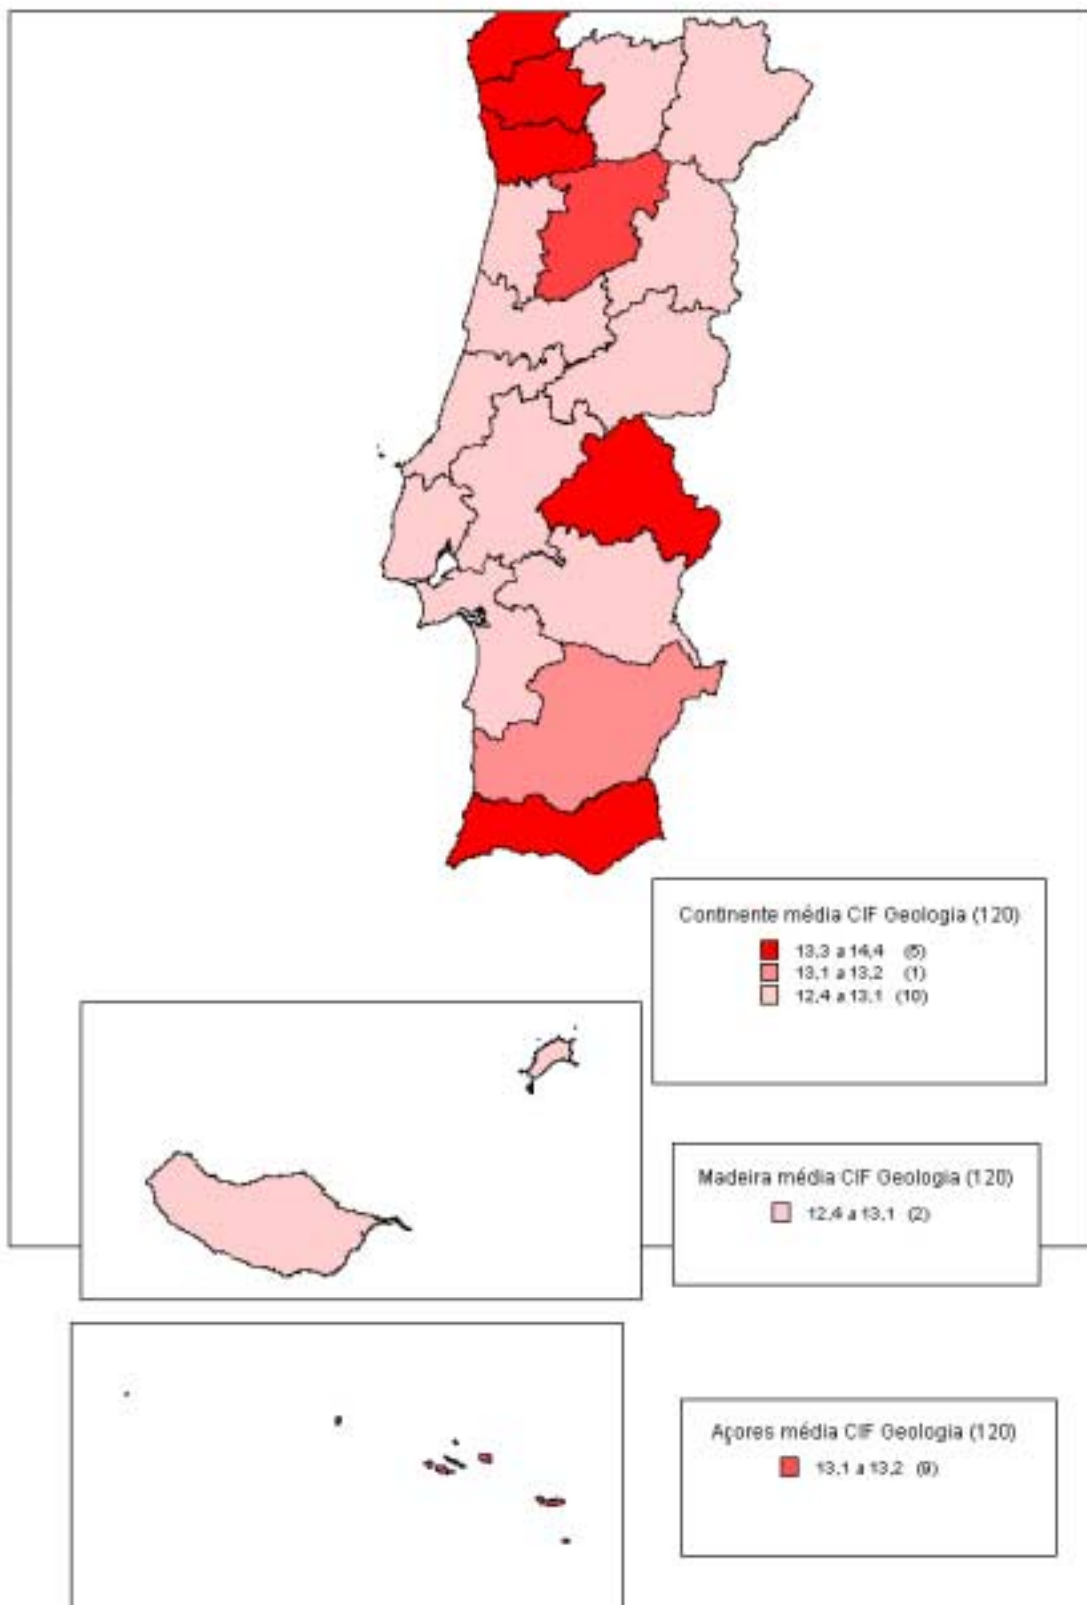 Continente média CIF Geologia (120)
13,3 a 14,4 (5)
13,1 a 13,2 (1)
12,4 a 13,1 (10)
Madeira média CIF Geologia (120)
12,4 a 13,1 (2)
Açores média CIF Geologia (120)
13,1 a 13,2 (9)